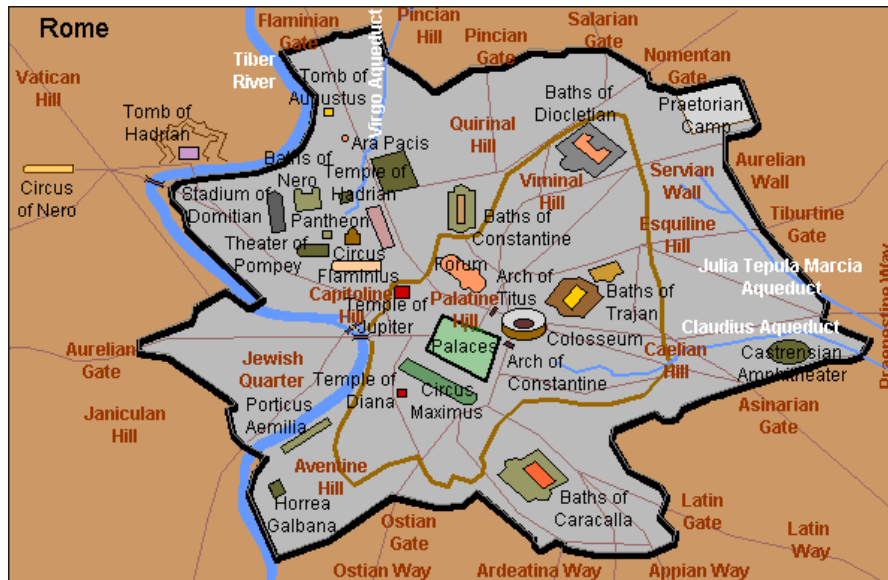 Rome
Flaminian
Gate
Pincian
Hill
Pincian
Gate
Salarian
Gate
Nomentan
Gate
Vatican
Hill
Tiber
River
Virgo Aqueduct
Tomb of
Augustus
Tomb of
Hadrian
Ara Pacis
Quirinal
Hill
Baths of
Diocletian
Praetorian
Camp
Circus
of Nero
Baths of
Nero
Temple of
Hadrian
Stadium of
Domitian
Pantheon
Viminal
Hill
Servian
Wall
Aurelian
Wall
Baths of
Constantine
Esquiline
Hill
Tiburtine
Gate
Theater of
Pompey
Circus
Flaminius
Forum
Arch of
Titus
Julia Tepula Marcia
Aqueduct
Capitoline
Hill
Palatine
Hill
Baths of
Trajan
Temple of
Jupiter
Praenestine Way
Claudius Aqueduct
Palaces
Colosseum
Aurelian
Gate
Jewish
Quarter
Caelian
Hill
Castrensian
Amphitheater
Arch of
Constantine
Temple of
Diana
Circus
Maximus
Janiculan
Hill
Porticus
Aemilia
Asinarian
Gate
Aventine
Hill
Horrea
Galbana
Baths of
Caracalla
Ostian
Gate
Latin
Gate
Latin
Way
Ostian Way
Ardeatina Way
Appian Way